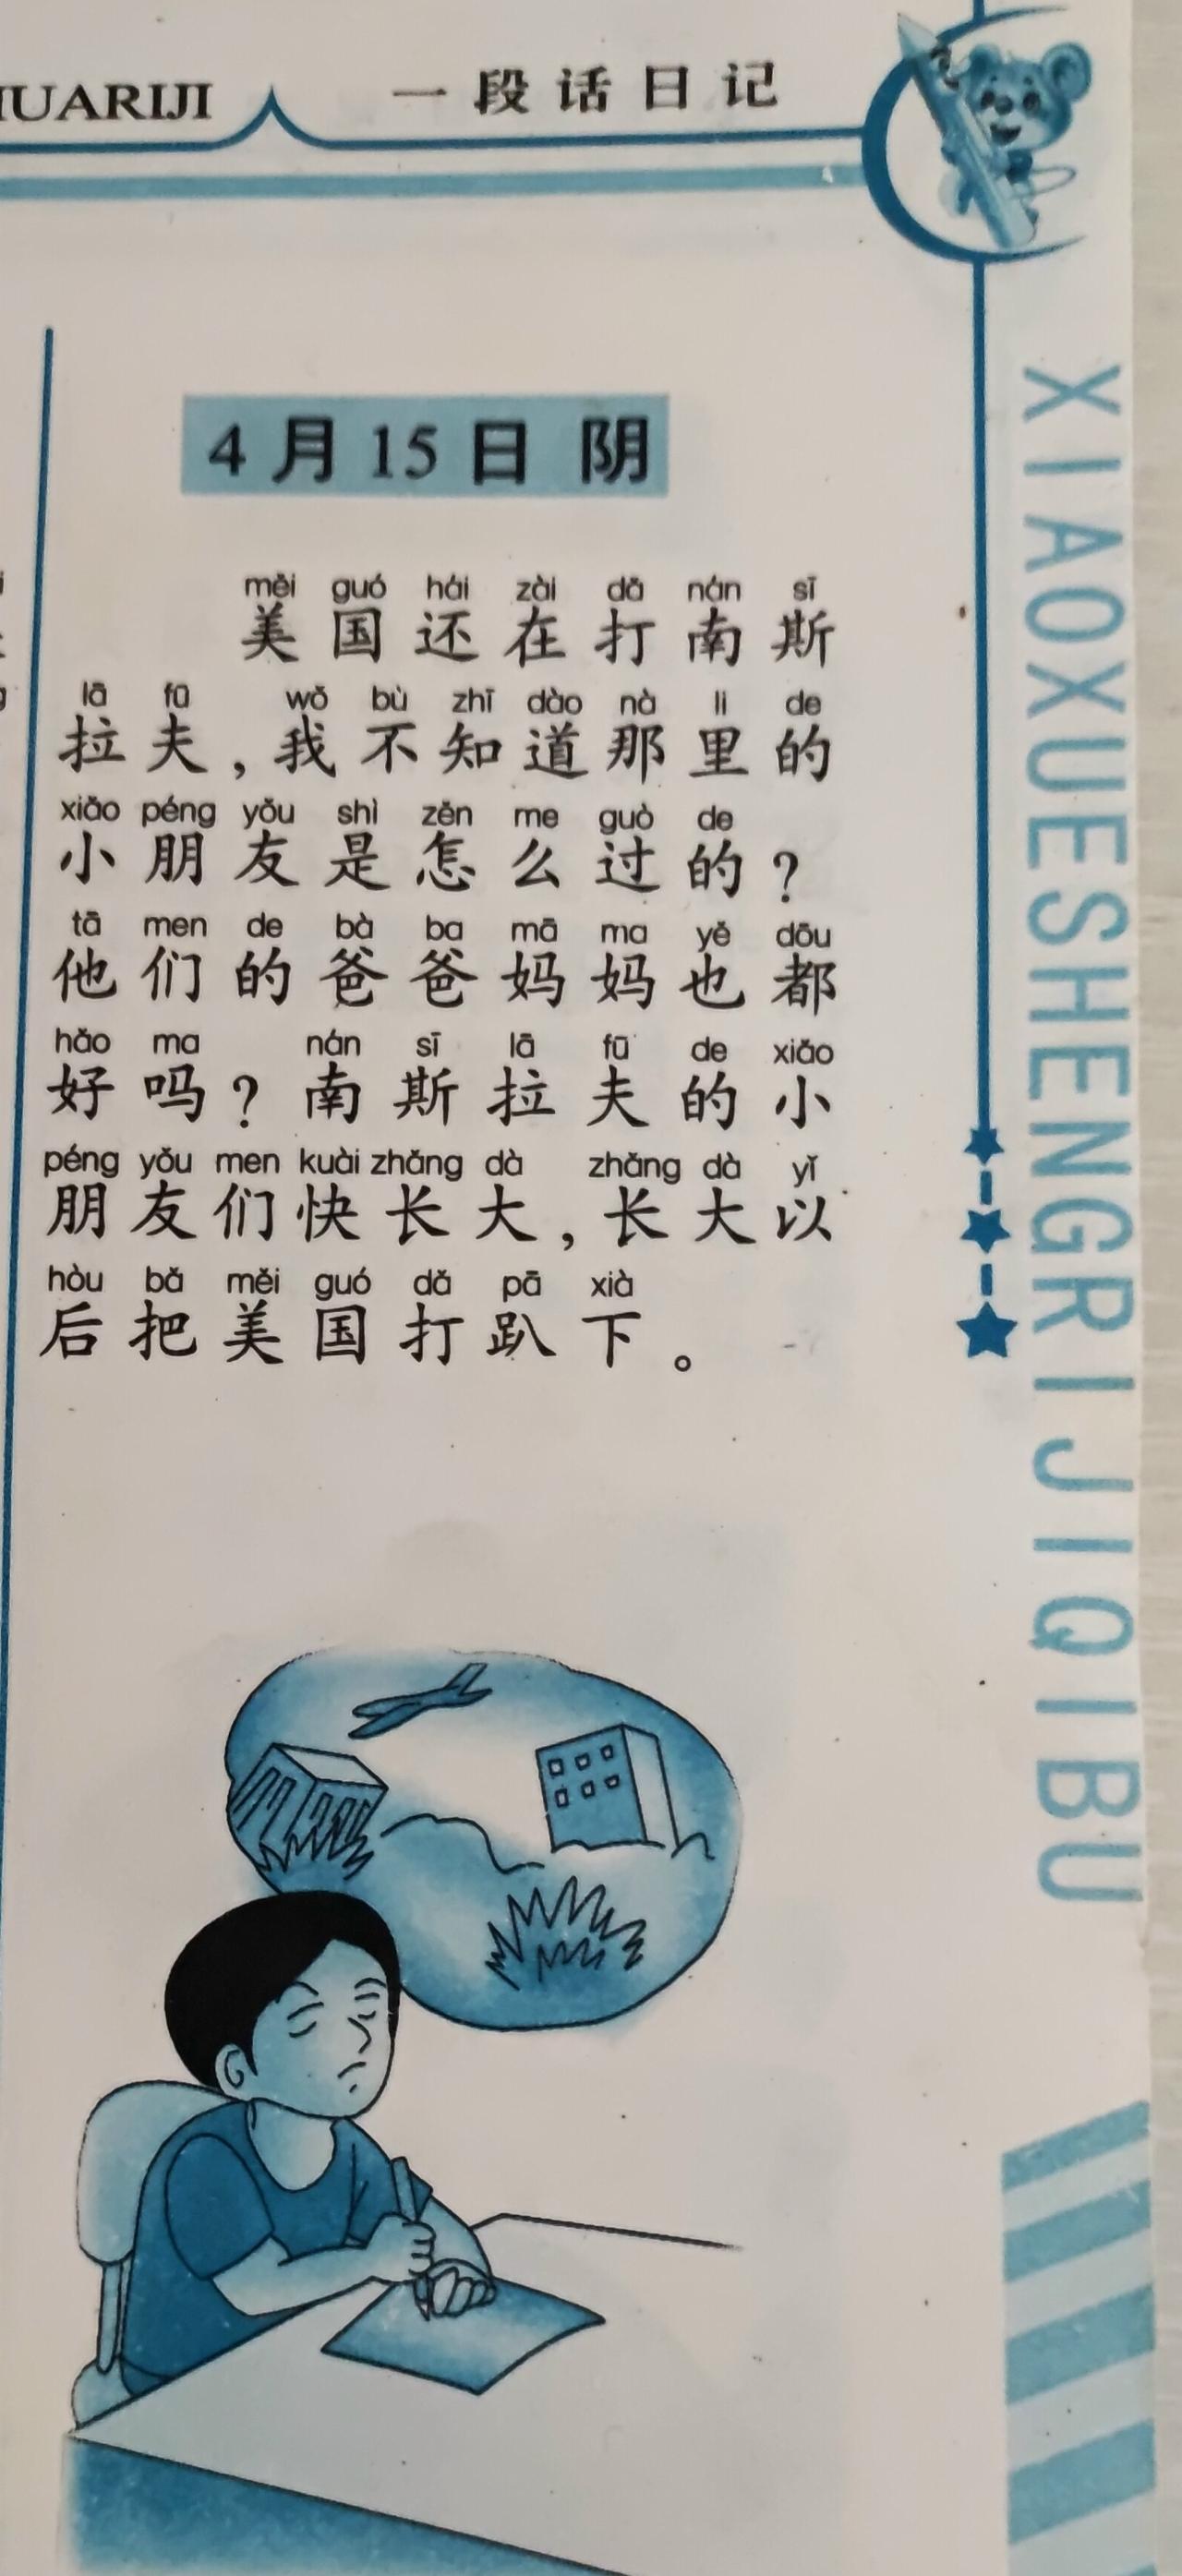 HUARIJI
一段话日记
4月15日 阴
měi guó hái zài dǎ nán sī
美国还在打南斯
lā fū wǒ bù zhī dào nà li de
拉夫，我不知道那里的
xiǎo péng yǒu shì zěn me guò de
小朋友是怎么过的？
tā men de bà ba mā ma yě dōu
他们的爸爸妈妈也都
hǎo ma nán sī lā fū de xiǎo
好吗？南斯拉夫的小
péng yǒu men kuài zhǎng dà zhǎng dà yǐ
朋友们快长大，长大以
hòu bǎ měi guó dǎ pā xià
后把美国打趴下。
XIAOXUESHENGRIJIQIBU